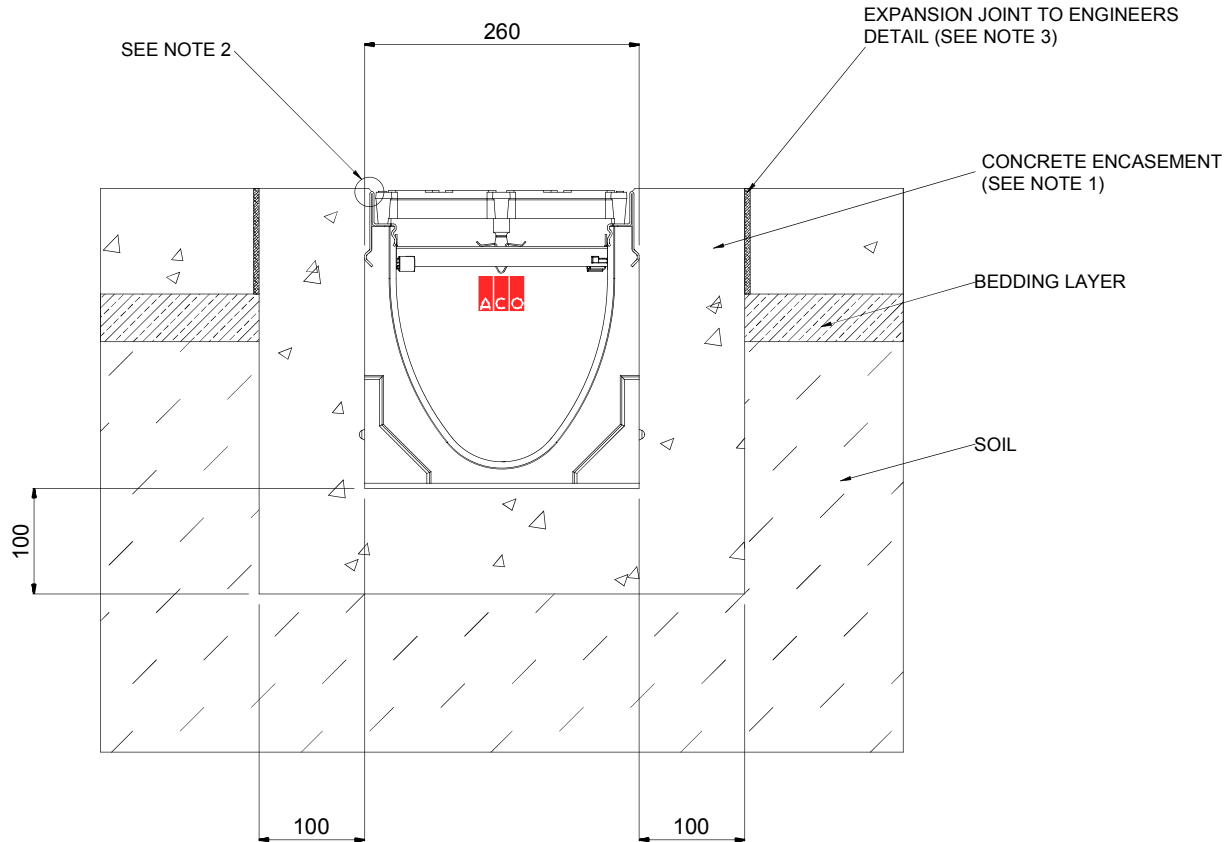 EXPANSION JOINT TO ENGINEERS
DETAIL (SEE NOTE 3)
260
SEE NOTE 2
CONCRETE ENCASEMENT
(SEE NOTE 1)
BEDDING LAYER
ACO
SOIL
100
100
100